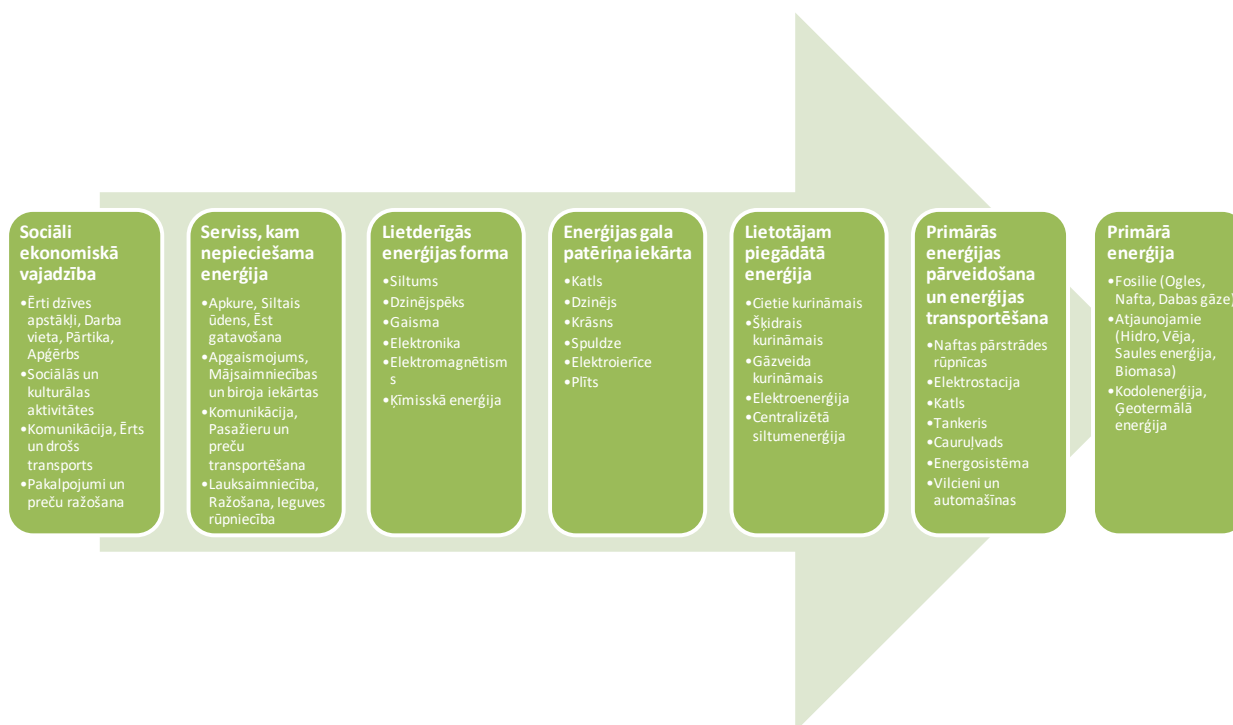 Sociāli
ekonomiskā
vajadzība
•Ērti dzīves
apstākļi, Darba
vieta, Pārtika,
Apģērbs
•Sociālās un
kulturālas
aktivitātes
•Komunikācija, Ērts
un drošs
transports
•Pakalpojumi un
preču ražošana
Serviss, kam
nepieciešama
enerģija
•Apkure, Siltais
ūdens, Ēst
gatavošana
•Apgaismojums,
Mājsaimniecības
un biroja iekārtas
•Komunikācija,
Pasažieru un
preču
transportēšana
•Lauksaimniecība,
Ražošana, Ieguves
rūpniecība
Lietderīgās
enerģijas forma
•Siltums
•Dzinējspēks
•Gaisma
•Elektronika
•Elektromagnētism
s
•Ķīmisskā enerģija
Enerģijas gala
patēriņa iekārta
•Katls
•Dzinējs
•Krāsns
•Spuldze
•Elektroierīce
•Plīts
Lietotājam
piegādātā
enerģija
•Cietie kurināmais
•Šķidrais
kurināmais
•Gāzveida
kurināmais
•Elektroenerģija
•Centralizētā
siltumenerģija
Primārās
enerģijas
pārveidošana
un enerģijas
transportēšana
•Naftas pārstrādes
rūpnīcas
•Elektrostacija
•Katls
•Tankeris
•Cauruļvads
•Energosistēma
•Vilcieni un
automašīnas
Primārā
enerģija
•Fosilie (Ogles,
Nafta, Dabas gāze)
•Atjaunojamie
(Hidro, Vēja,
Saules enerģija,
Biomasa)
•Kodolenerģija,
Ģeotermālā
enerģija